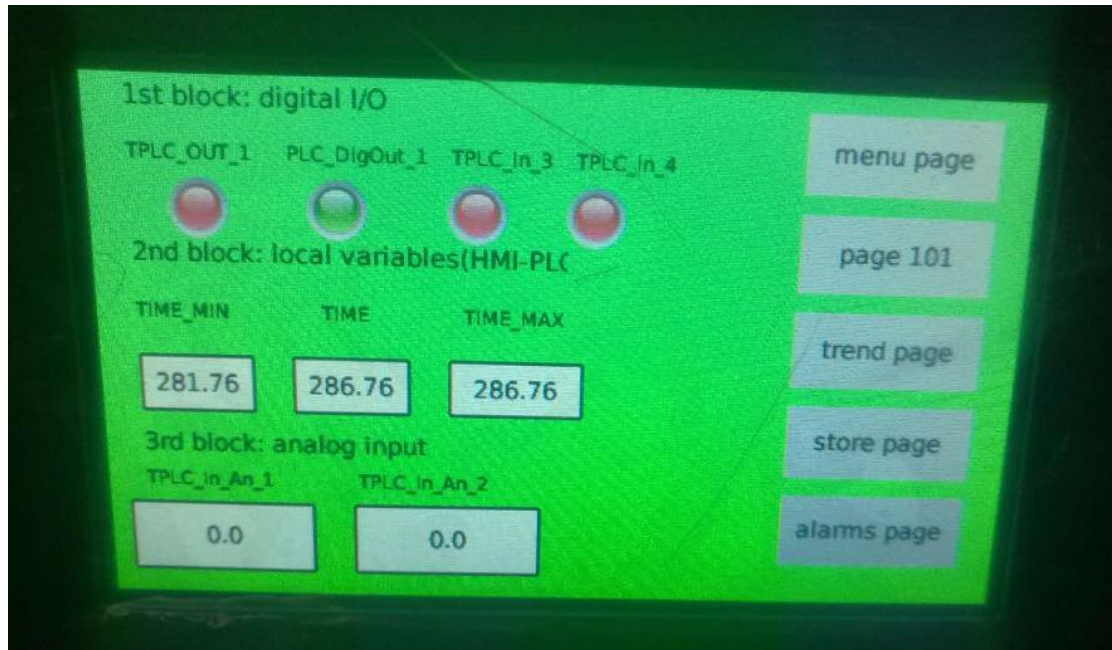 1st block: digital I/O
TPLC_OUT_1 PLC_DigOut_1 TPLC_In_3 TPLC_In_4
2nd block: local variables(HMI-PLC
TIME_MIN TIME TIME_MAX
281.76 286.76 286.76
3rd block: analog input
TPLC_In_An_1 TPLC_In_An_2
0.0 0.0
menu page
page 101
trend page
store page
alarms page